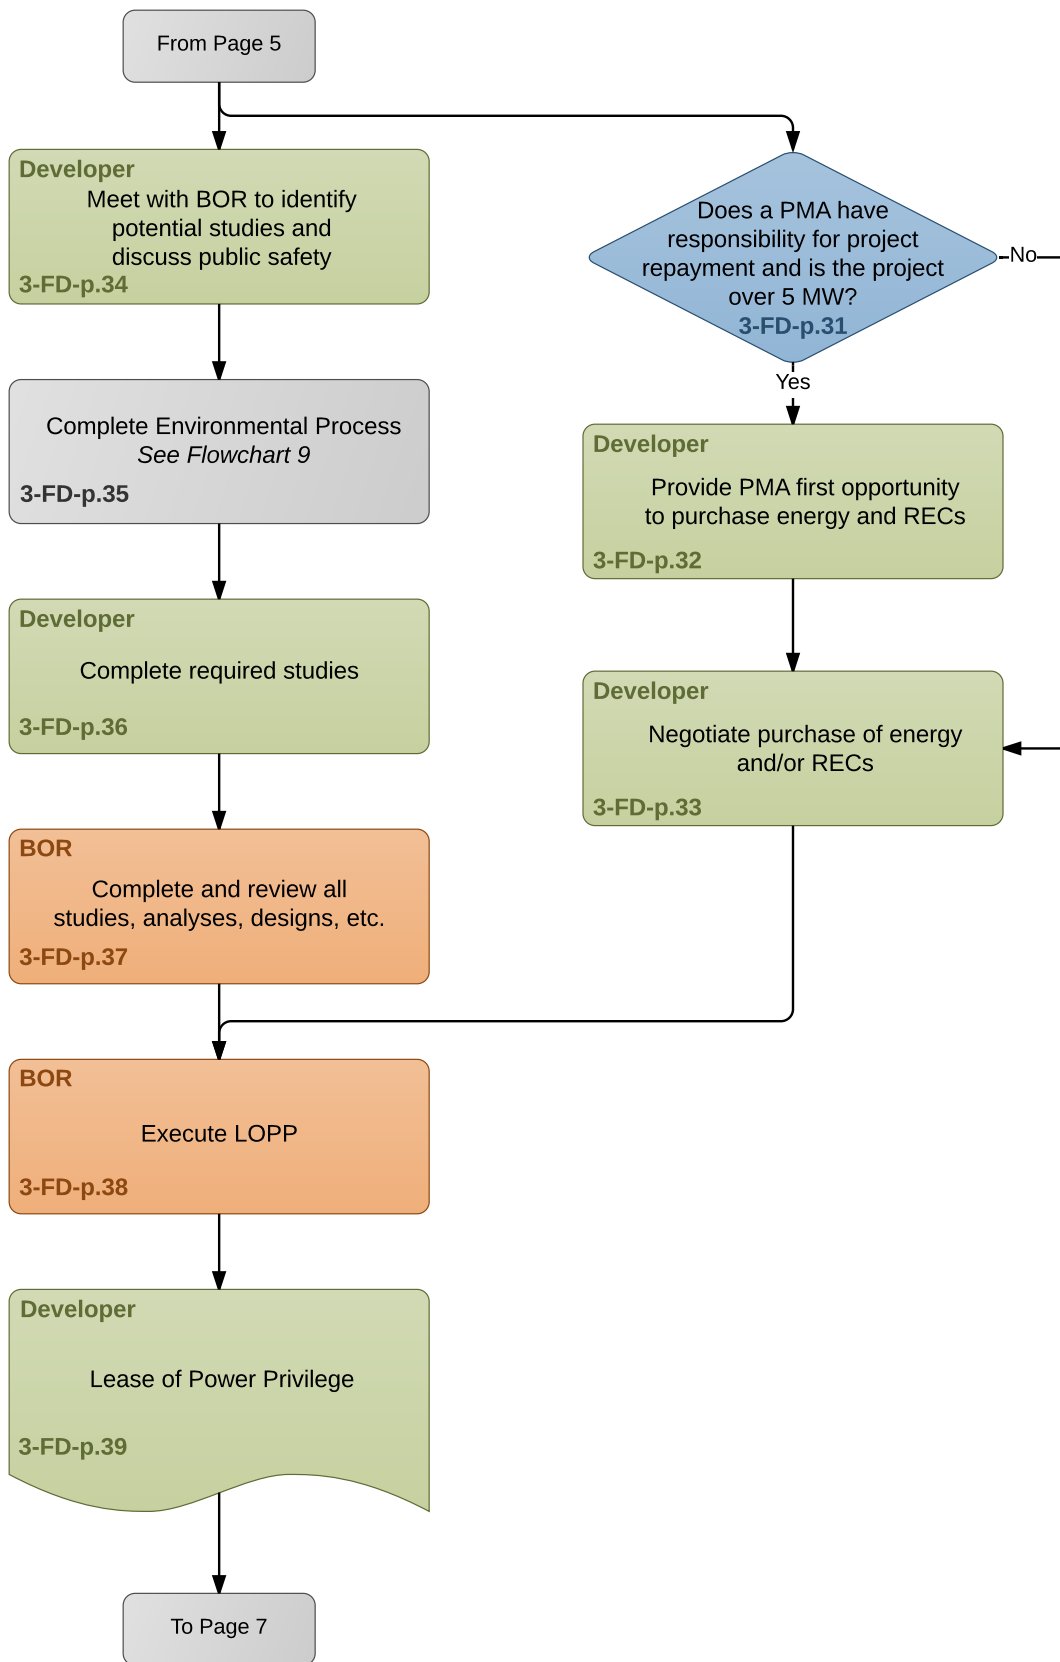 From Page 5
Developer
Meet with BOR to identify
potential studies and
discuss public safety
3-FD-p.34
Does a PMA have
responsibility for project
repayment and is the project
over 5 MW?
3-FD-p.31
No
Yes
Complete Environmental Process
See Flowchart 9
3-FD-p.35
Developer
Provide PMA first opportunity
to purchase energy and RECs
3-FD-p.32
Developer
Complete required studies
3-FD-p.36
Developer
Negotiate purchase of energy
and/or RECs
3-FD-p.33
BOR
Complete and review all
studies, analyses, designs, etc.
3-FD-p.37
BOR
Execute LOPP
3-FD-p.38
Developer
Lease of Power Privilege
3-FD-p.39
To Page 7